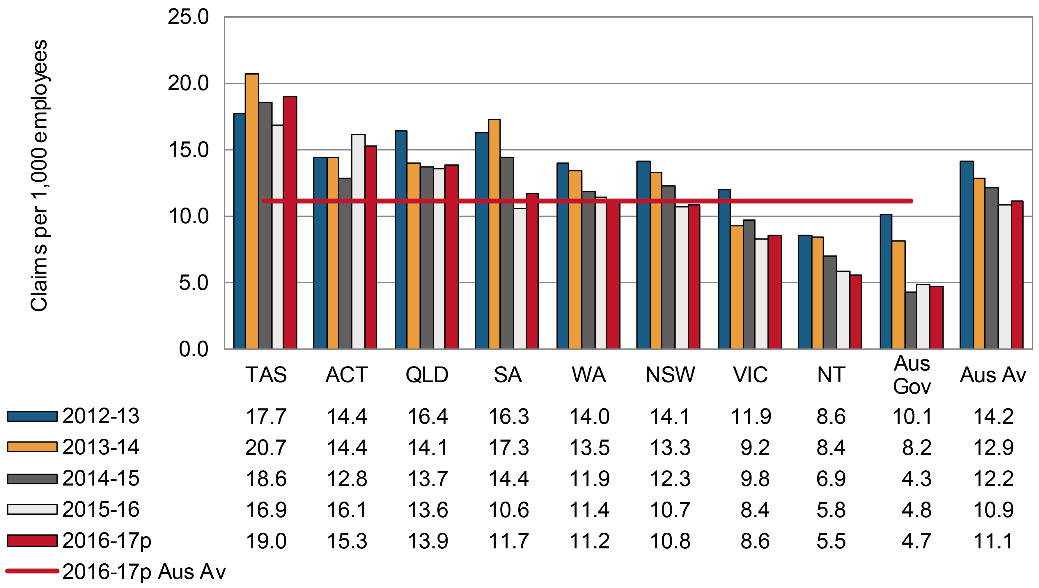 25.0
20.0
15.0
10.0
5.0
0.0
Claims per 1,000 employees
TAS ACT QLD SA WA NSW VIC NT Aus Gov Aus Av
2012-13 17.7 14.4 16.4 16.3 14.0 14.1 11.9 8.6 10.1 14.2
2013-14 20.7 14.4 14.1 17.3 13.5 13.3 9.2 8.4 8.2 12.9
2014-15 18.6 12.8 13.7 14.4 11.9 12.3 9.8 6.9 4.3 12.2
2015-16 16.9 16.1 13.6 10.6 11.4 10.7 8.4 5.8 4.8 10.9
2016-17p 19.0 15.3 13.9 11.7 11.2 10.8 8.6 5.5 4.7 11.1
2016-17p Aus Av